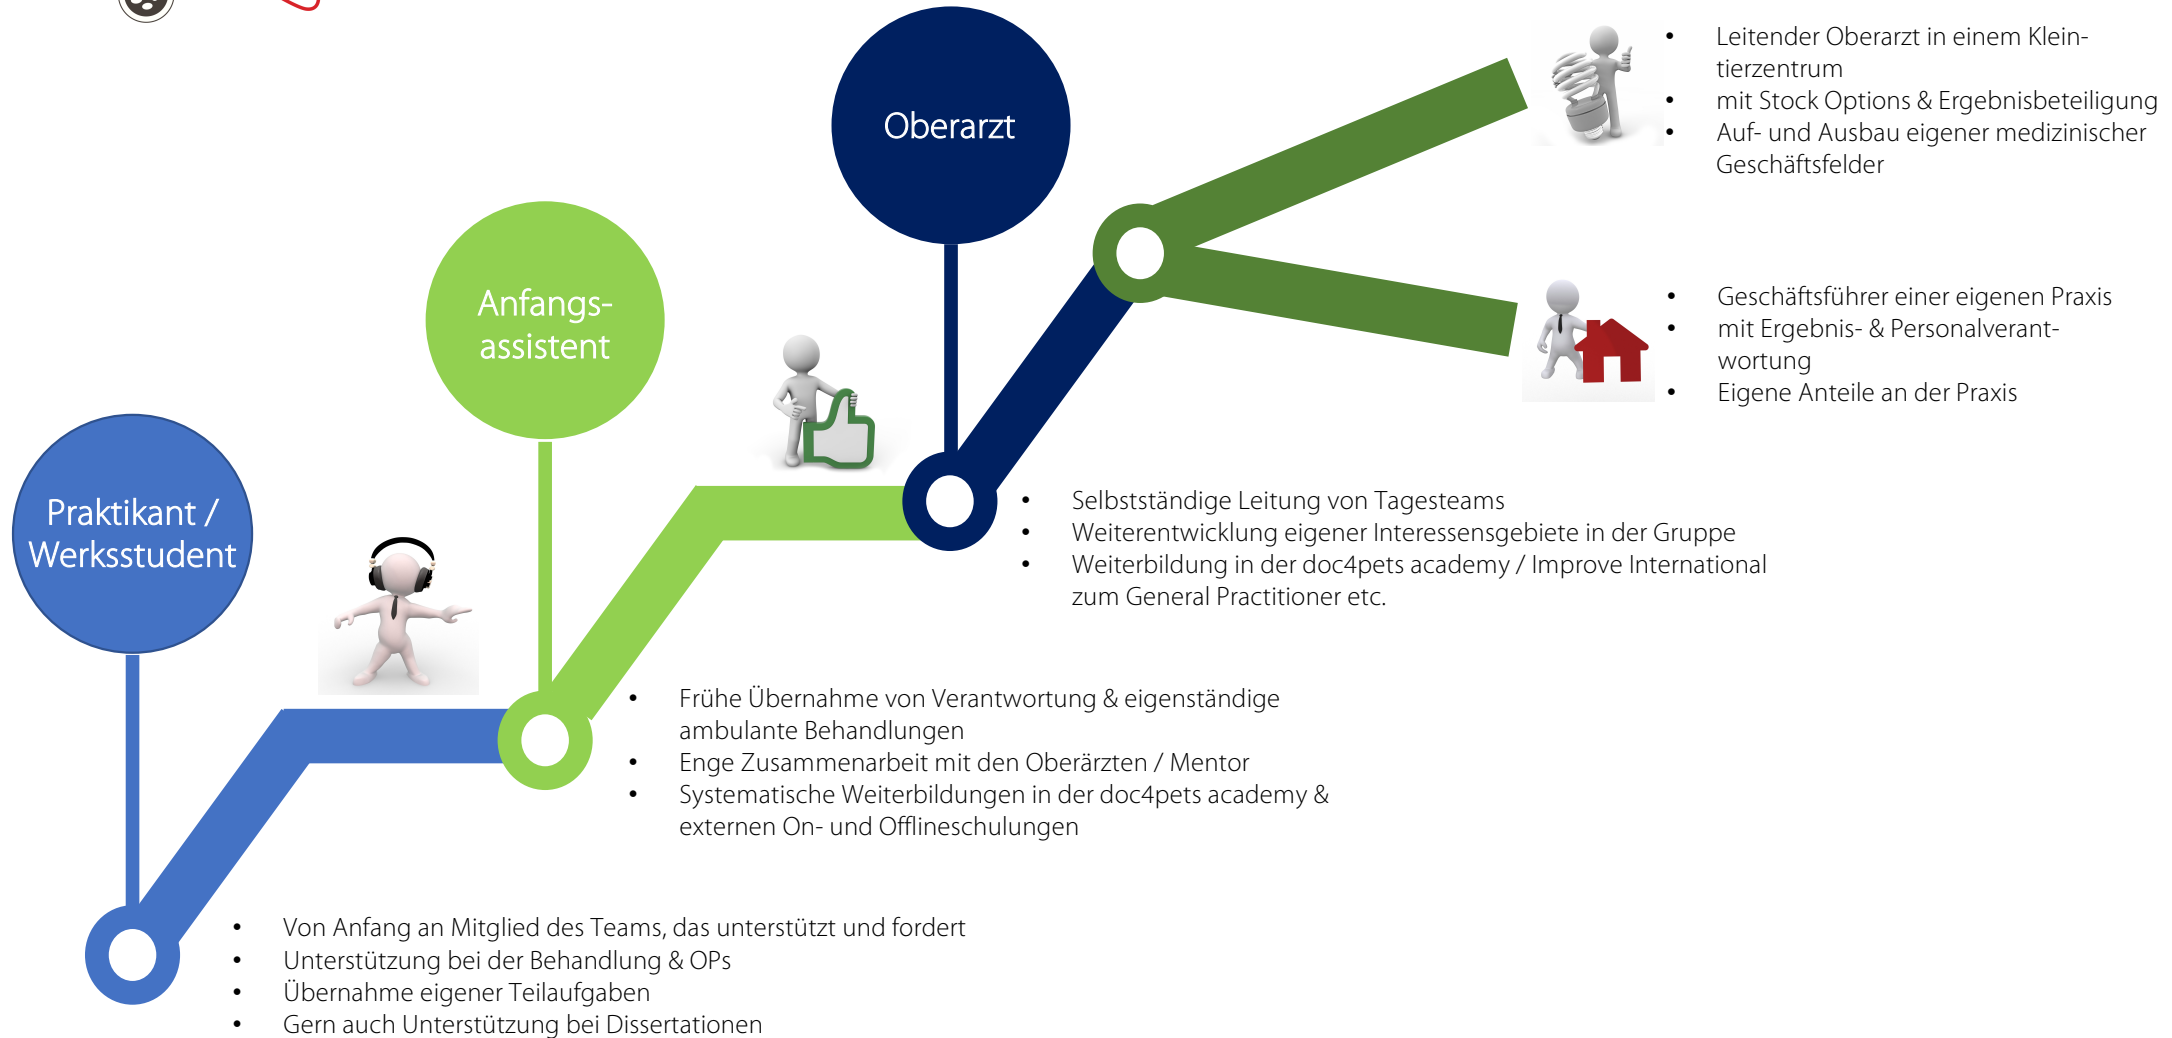 Praktikant /
Werksstudent
• Von Anfang an Mitglied des Teams, das unterstützt und fordert
• Unterstützung bei der Behandlung & OPs
• Übernahme eigener Teilaufgaben
• Gern auch Unterstützung bei Dissertationen
Anfangs-
assistent
• Frühe Übernahme von Verantwortung & eigenständige
ambulante Behandlungen
• Enge Zusammenarbeit mit den Oberärzten / Mentor
• Systematische Weiterbildungen in der doc4pets academy &
externen On- und Offlineschulungen
Oberarzt
• Selbstständige Leitung von Tagesteams
• Weiterentwicklung eigener Interessensgebiete in der Gruppe
• Weiterbildung in der doc4pets academy / Improve International
zum General Practitioner etc.
• Leitender Oberarzt in einem Klein-
tierzentrum
• mit Stock Options & Ergebnisbeteiligung
• Auf- und Ausbau eigener medizinischer
Geschäftsfelder
• Geschäftsführer einer eigenen Praxis
• mit Ergebnis- & Personalverant-
wortung
• Eigene Anteile an der Praxis